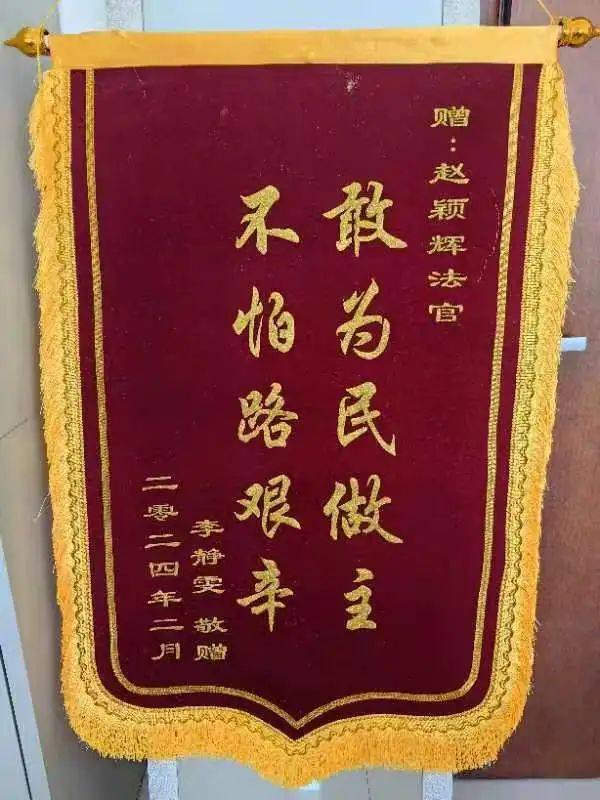 赠：赵颖辉法官
敢为民做主
不怕路艰辛
李静雯 敬赠
二零二四年二月